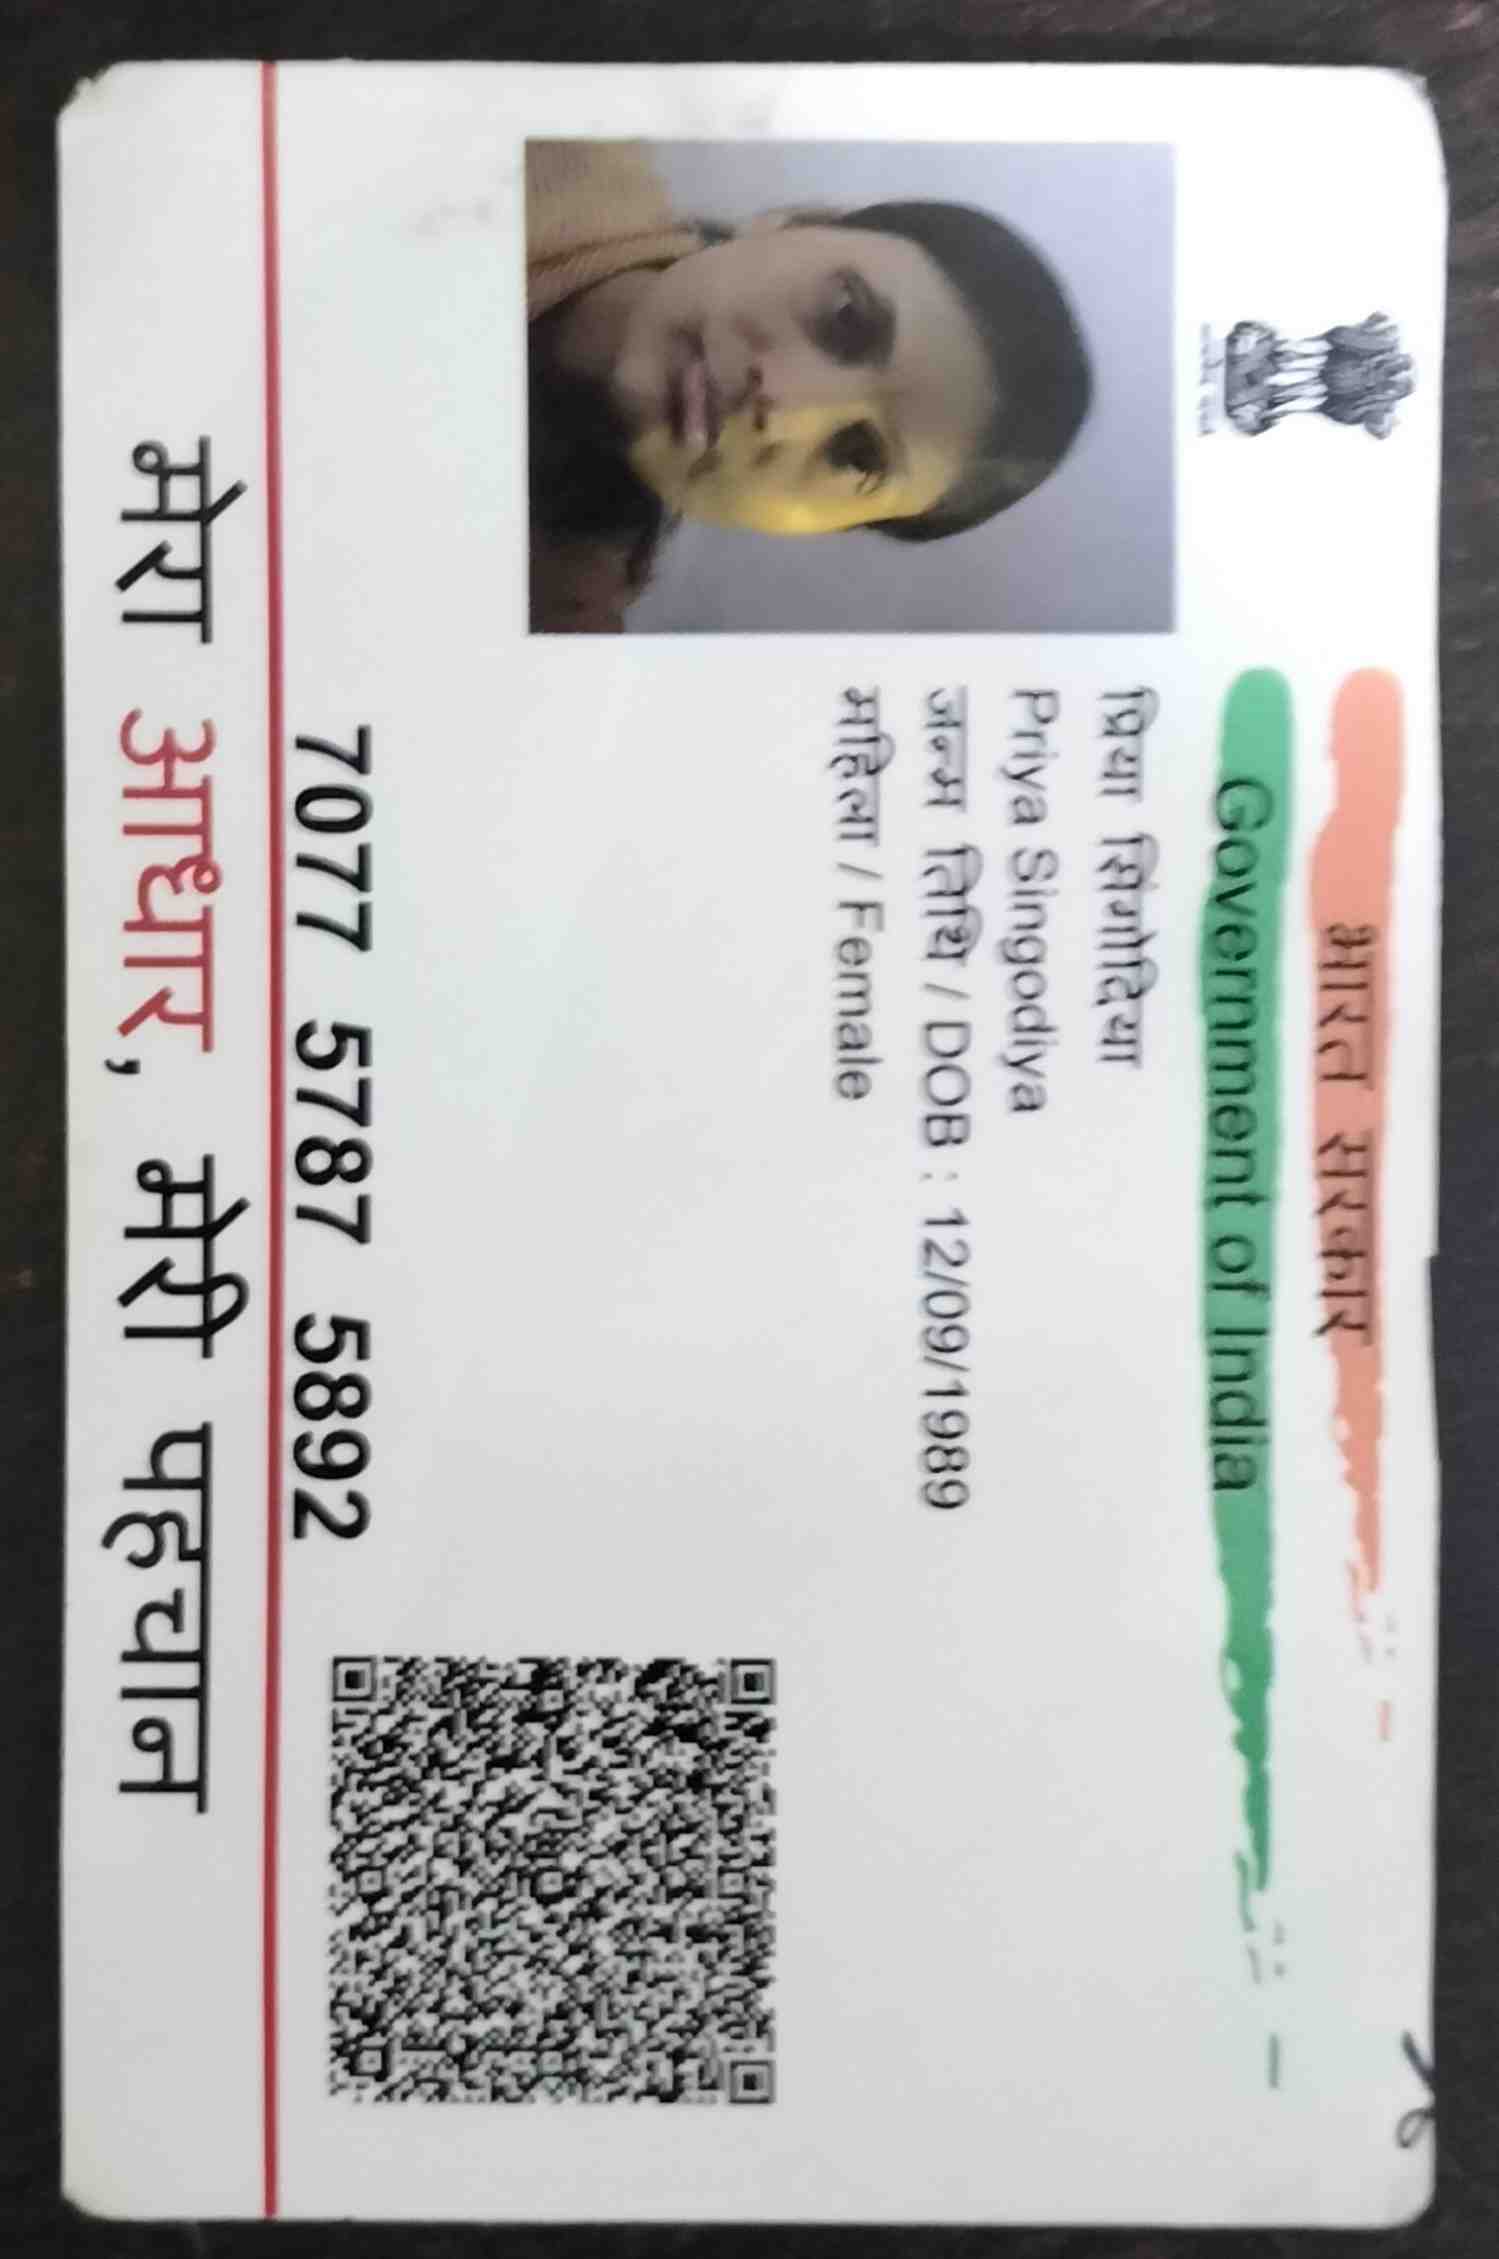 भारत सरकार
Government of India
प्रिया सिंगोदिया
Priya Singodiya
जन्म तिथि / DOB : 12/09/1989
महिला / Female
7077 5787 5892
मेरा आधार, मेरी पहचान